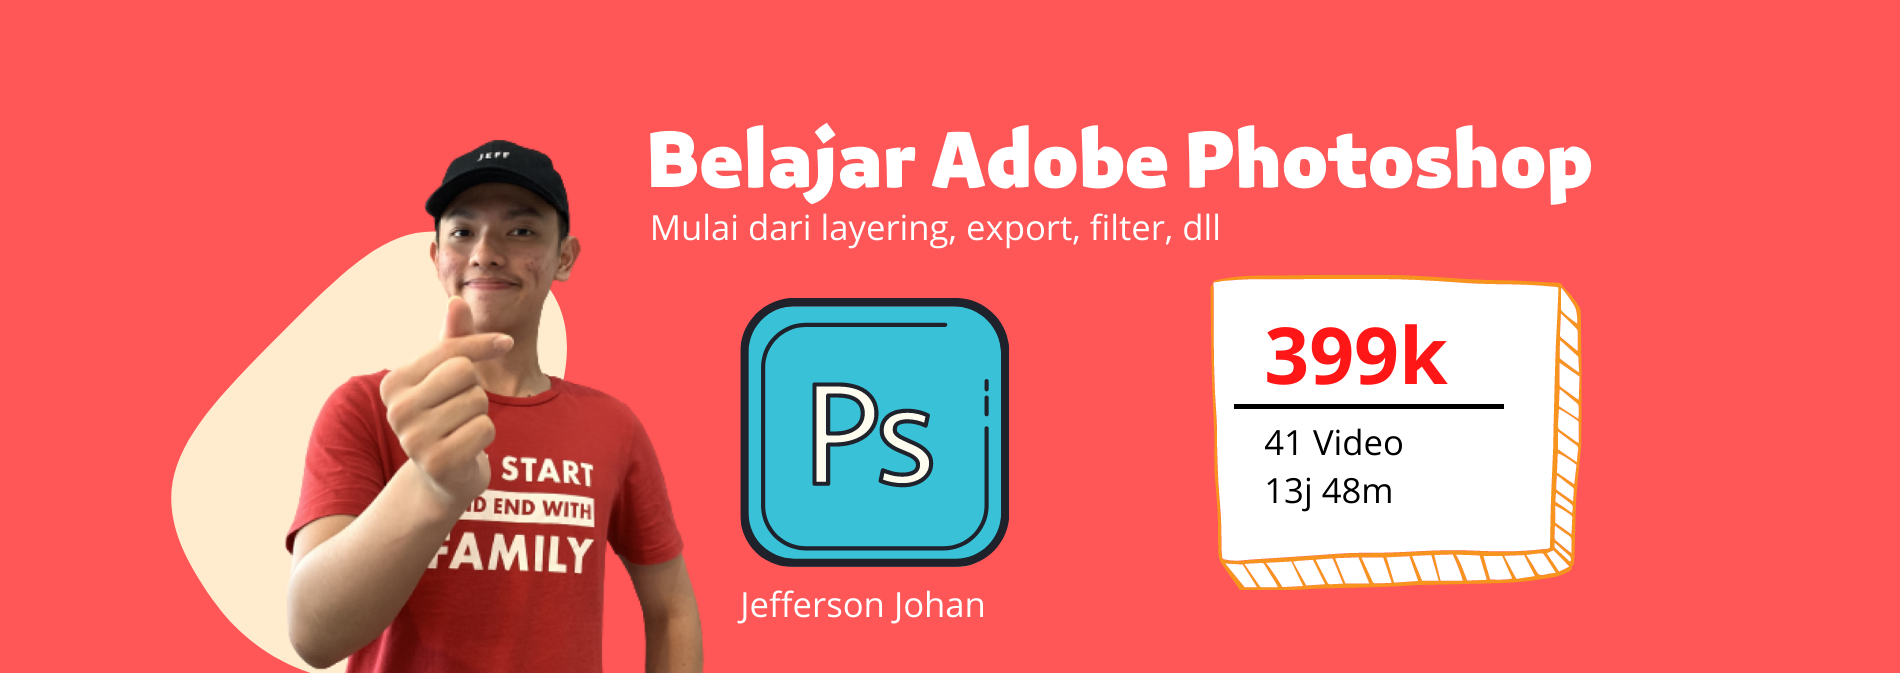 Belajar Adobe Photoshop
Mulai dari layering, export, filter, dll
JEFF
START
END WITH
FAMILY
Ps
Jefferson Johan
399k
41 Video
13j 48m